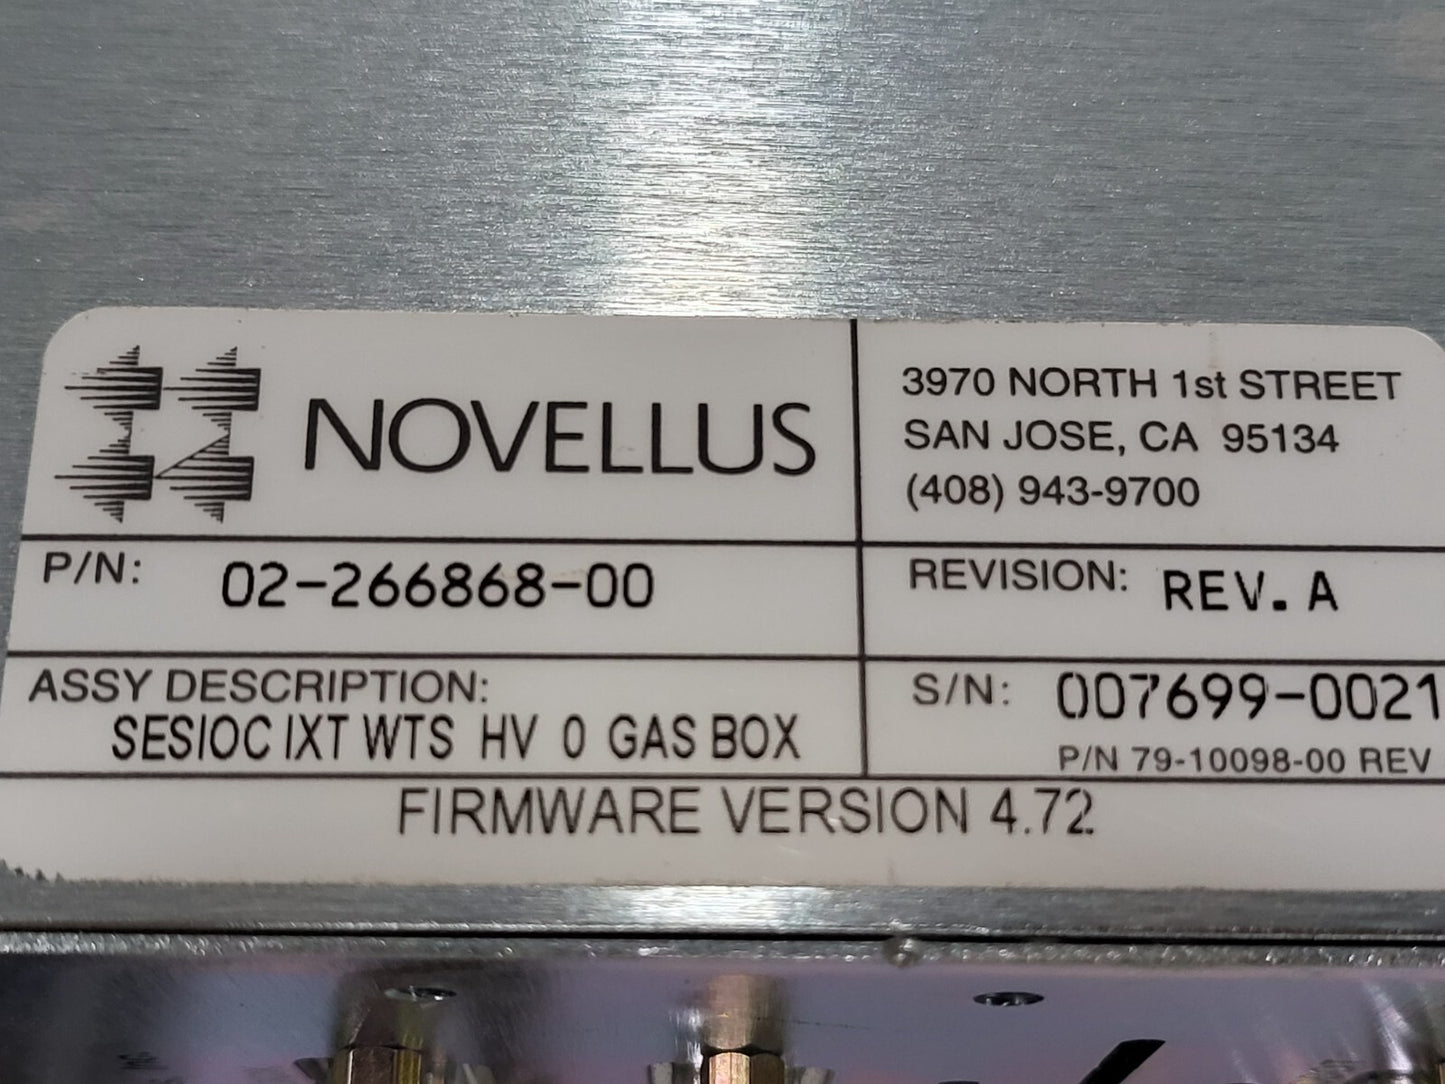 NOVELLUS
3970 NORTH 1st STREET
SAN JOSE, CA 95134
(408) 943-9700
P/N: 02-266868-00
REVISION: REV. A
ASSY DESCRIPTION:
SESIOC IXT WTS HV 0 GAS BOX
S/N: 007699-0021
P/N 79-10098-00 REV
FIRMWARE VERSION 4.72